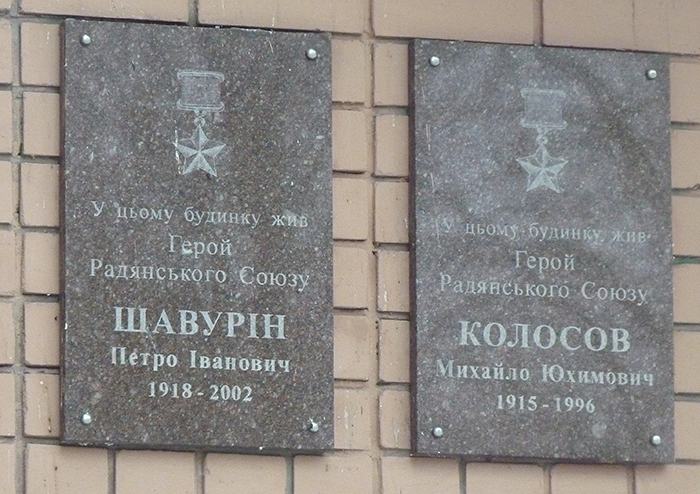 У цьому будинку жив
Герой
Радянського Союзу
ШАВУРІН
Петро Іванович
1918 - 2002
У цьому будинку жив
Герой
Радянського Союзу
КОЛОСОВ
Михайло Юхимович
1915 - 1996